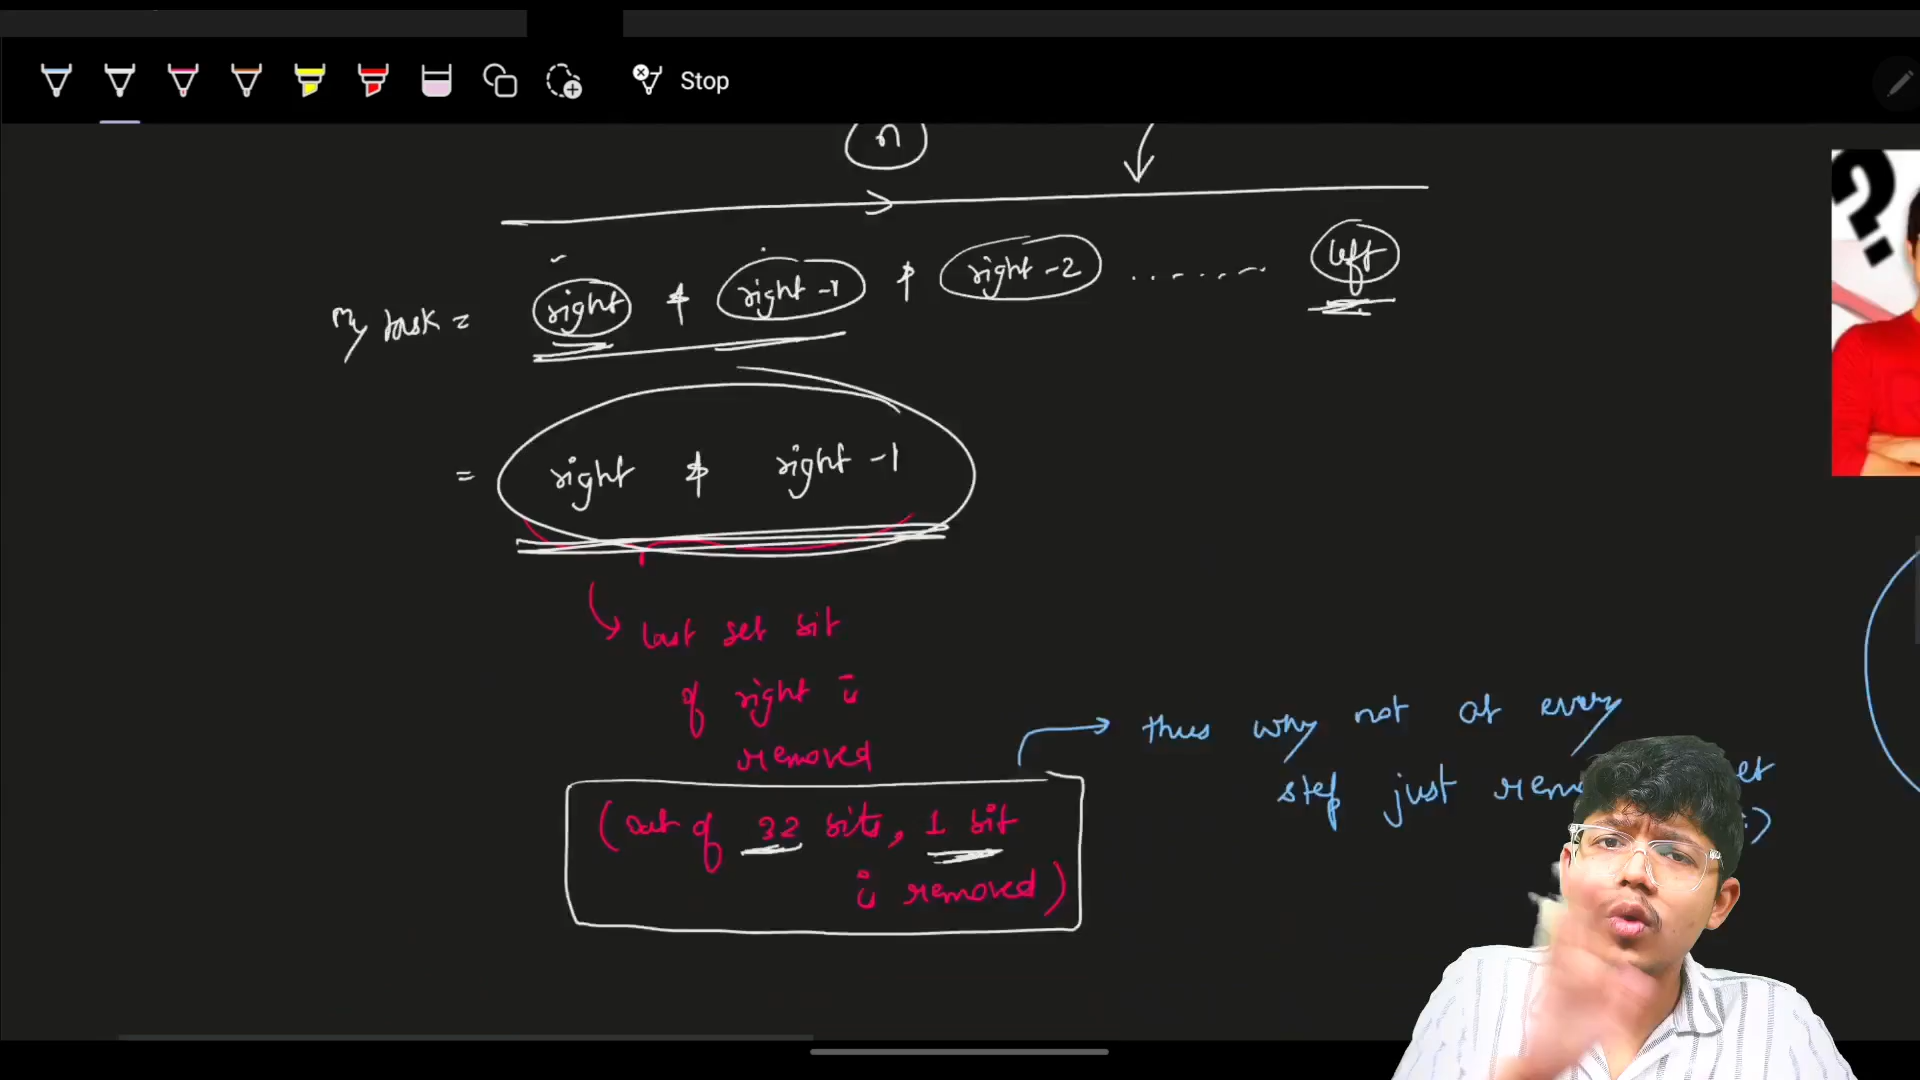 Stop
n
my task = right & right -1 & right -2 ........ left
= right & right -1
last set bit
of right is
removed
(out of 32 bits, 1 bit
is removed)
thus why not at every
step just
:)
?